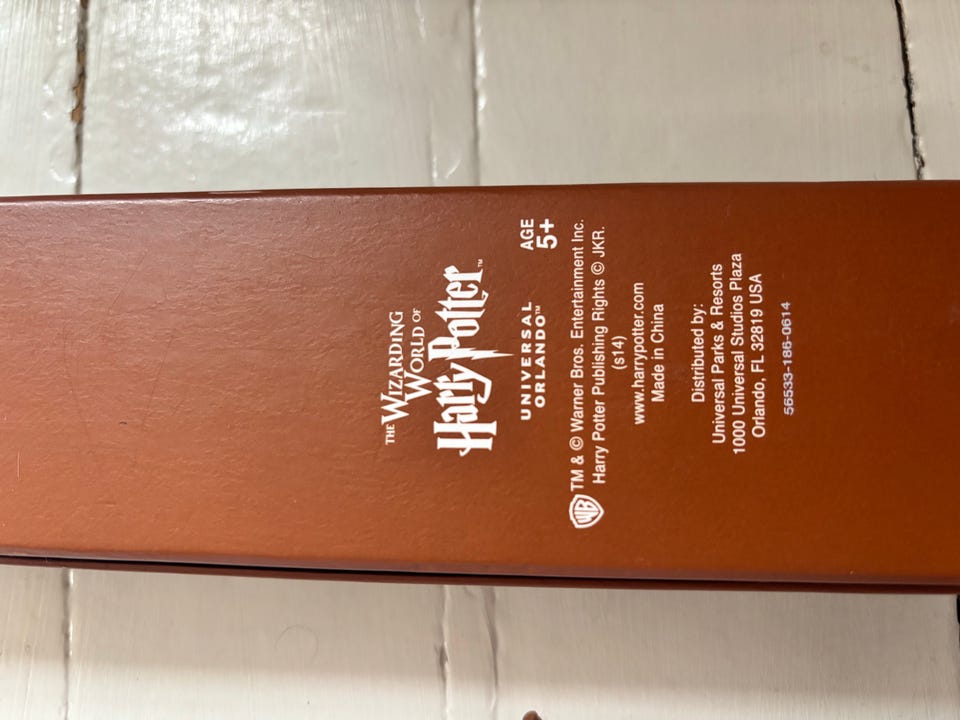 THE WIZARDING
WORLD OF
Harry Potter™
UNIVERSAL
ORLANDO™
AGE
5+
WB TM & © Warner Bros. Entertainment Inc.
Harry Potter Publishing Rights © JKR.
(s14)
www.harrypotter.com
Made in China
Distributed by:
Universal Parks & Resorts
1000 Universal Studios Plaza
Orlando, FL 32819 USA
56533-186-0614